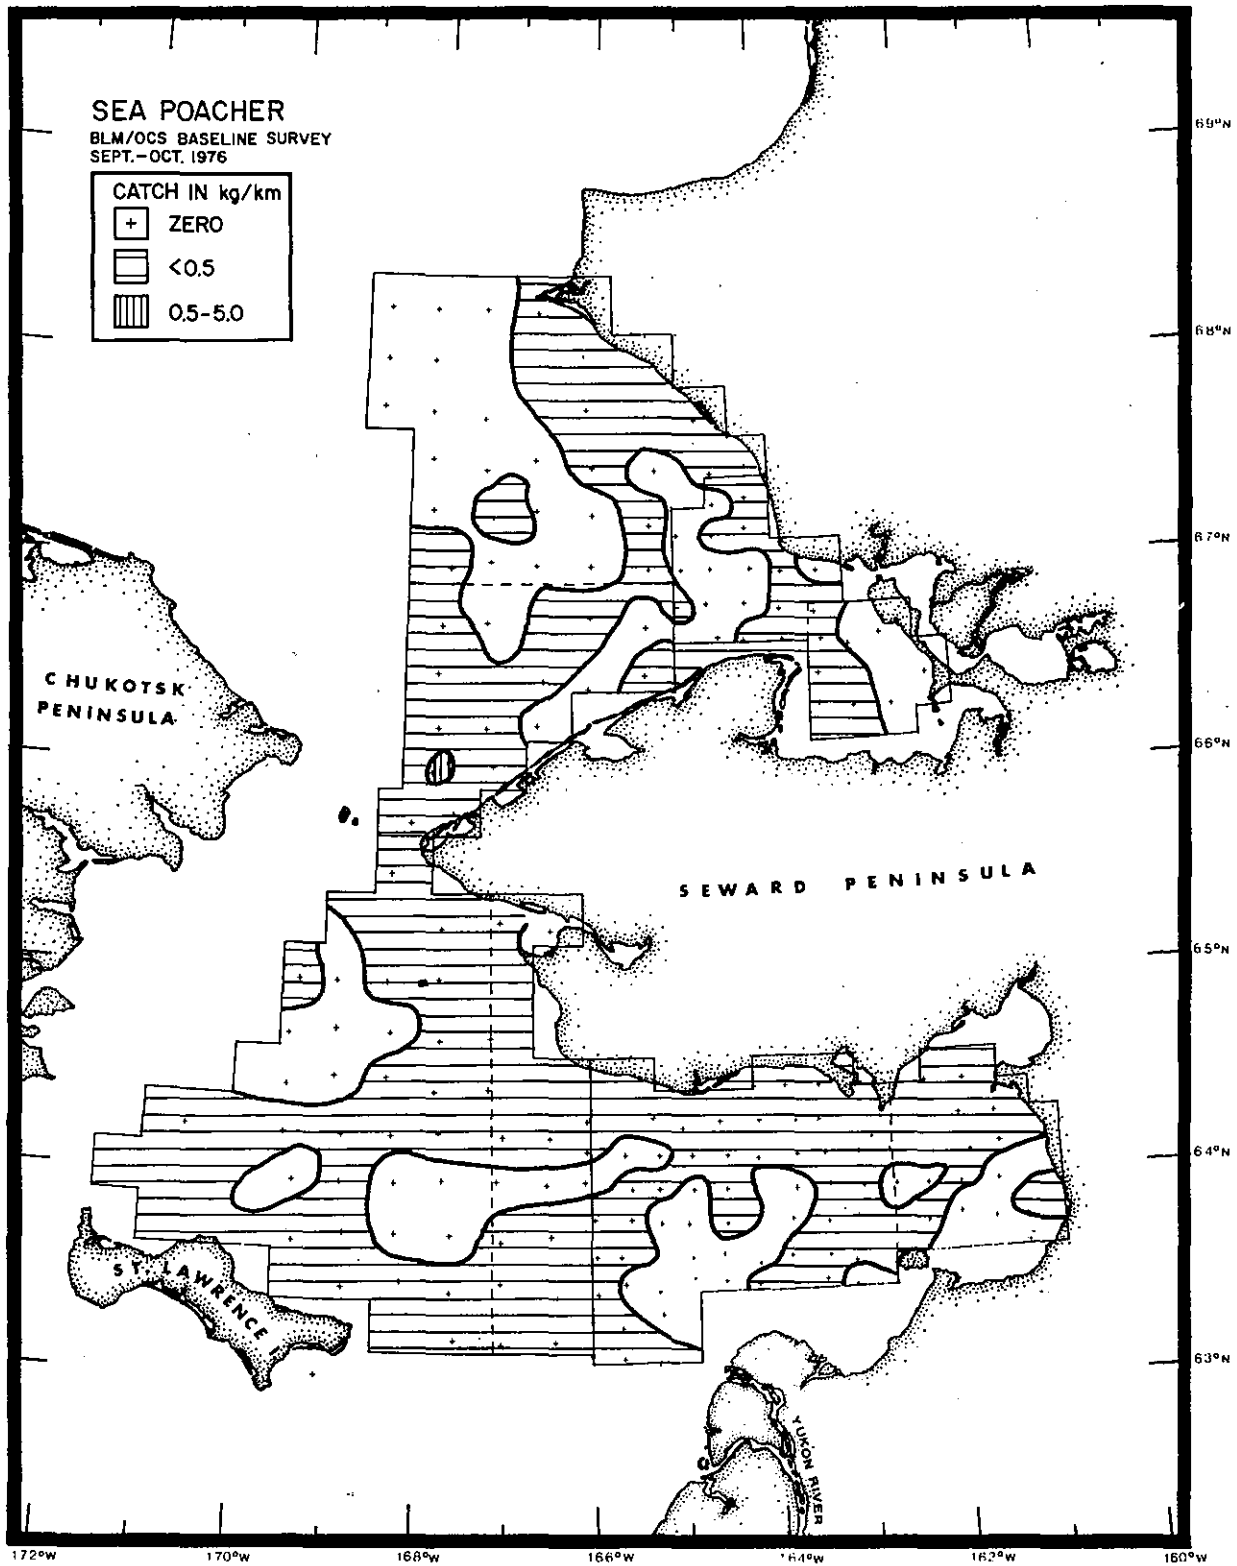 SEA POACHER
BLM/OCS BASELINE SURVEY
SEPT.-OCT. 1976
CATCH IN kg/km
+ ZERO
<0.5
0.5-5.0
69°N
68°N
67°N
66°N
65°N
64°N
63°N
CHUKOTSK
PENINSULA
SEWARD PENINSULA
ST. LAWRENCE I
YUKON RIVER
172°W 170°W 168°W 166°W 164°W 162°W 160°W